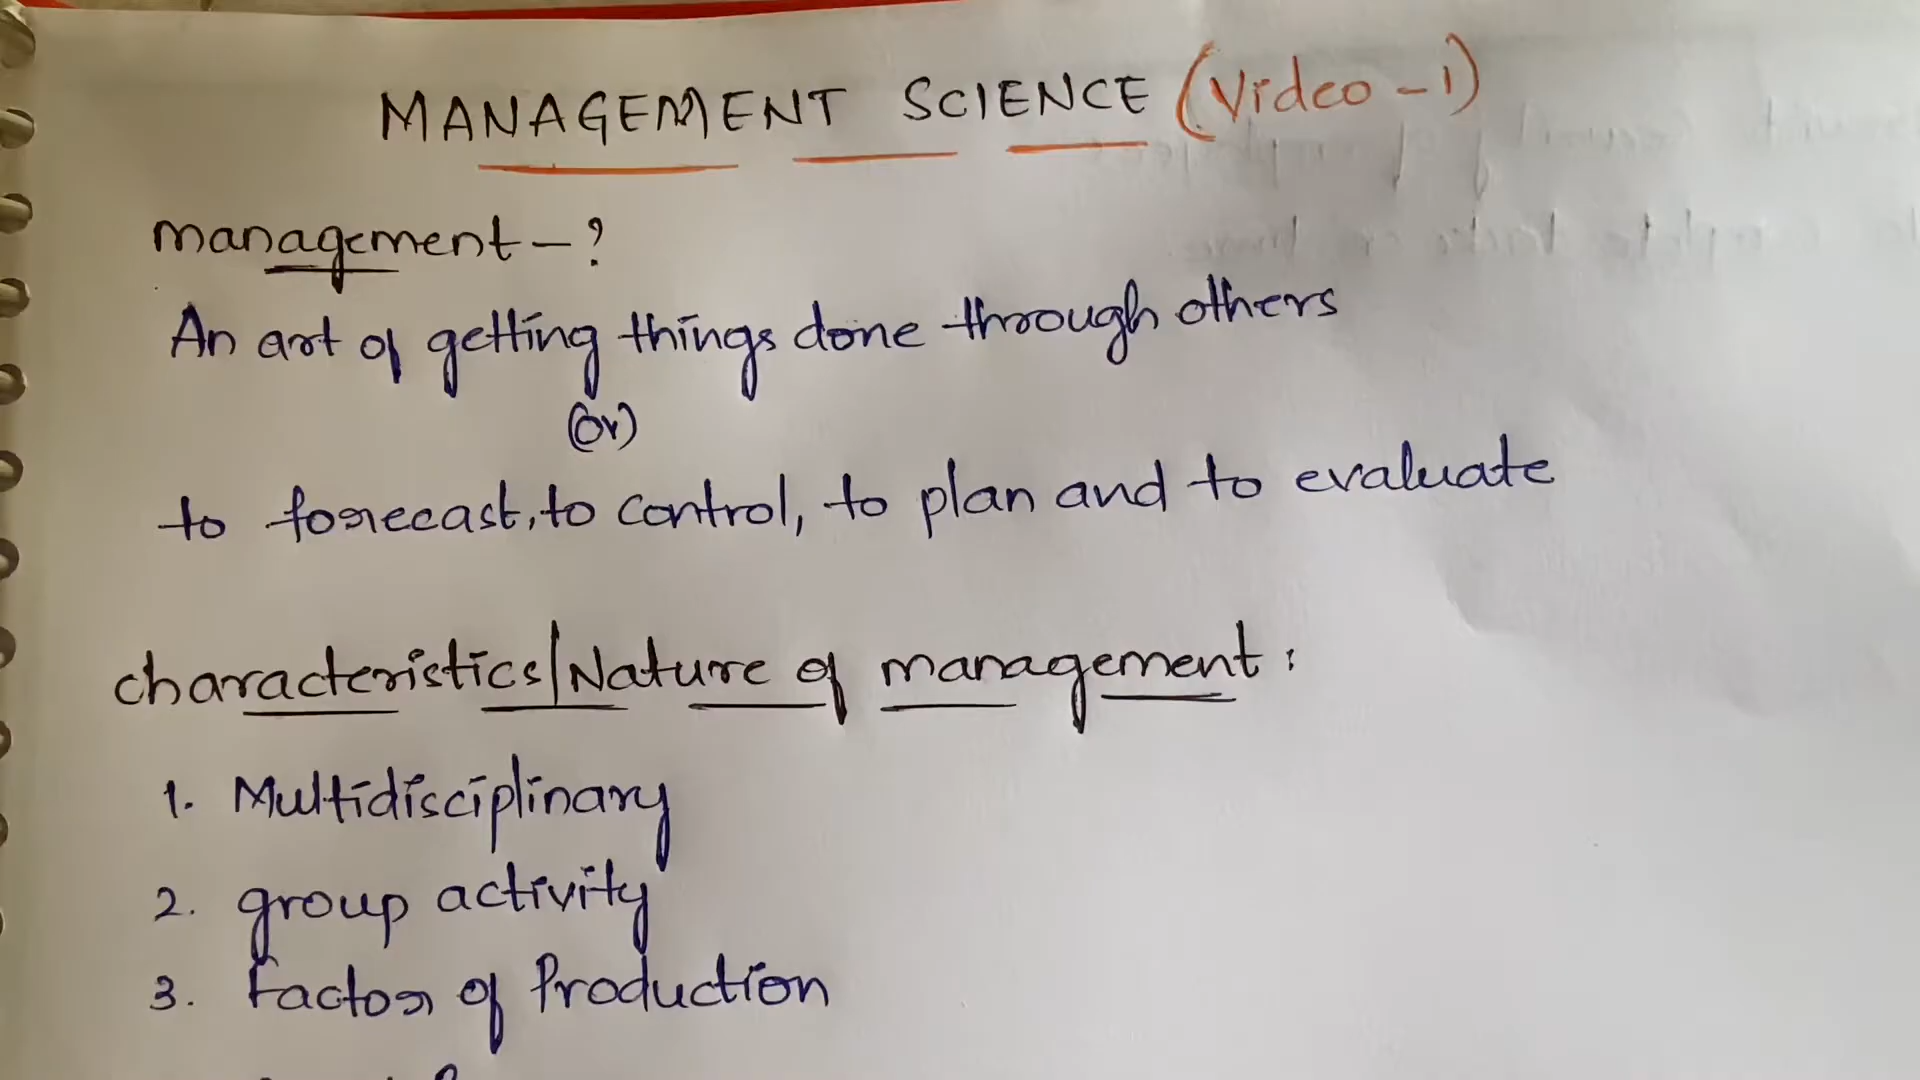 MANAGEMENT SCIENCE (Video-1)
management - ?
An art of getting things done through others
(or)
to forecast, to control, to plan and to evaluate
characteristics/Nature of management:
1. Multidisciplinary
2. group activity
3. Factor of Production